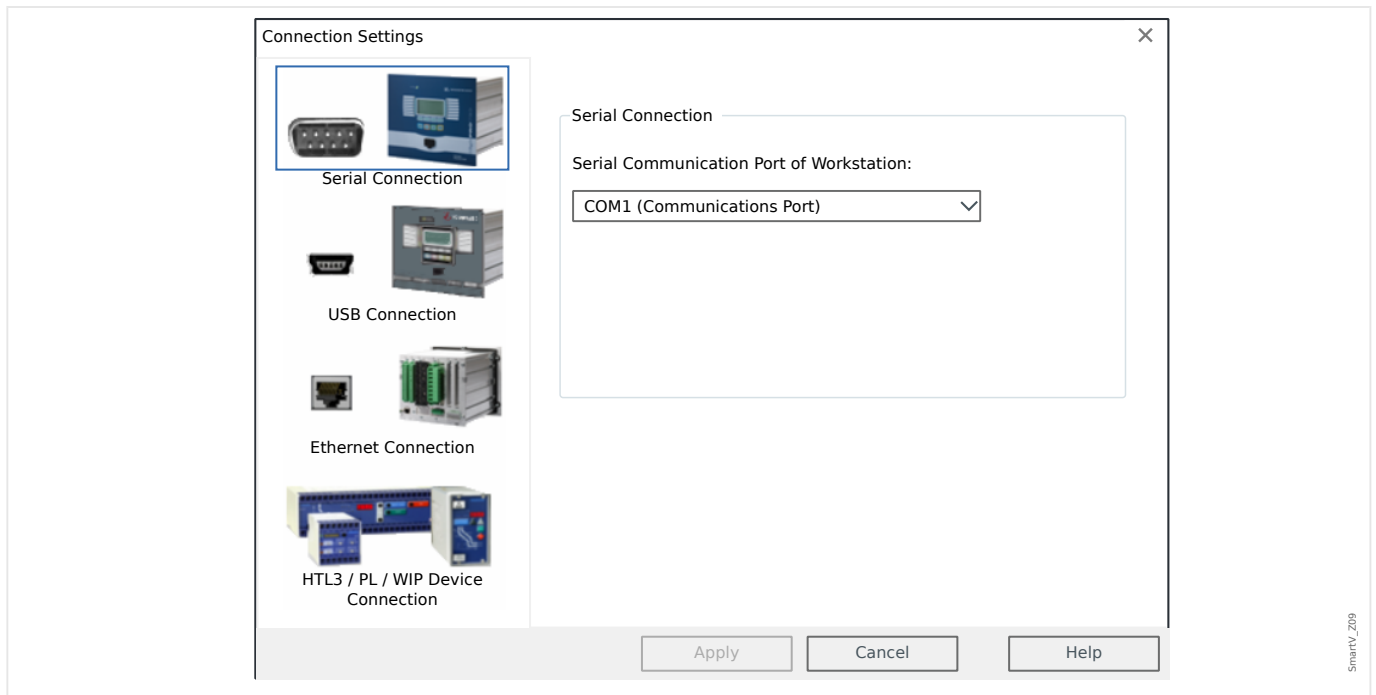 Connection Settings
Serial Connection
USB Connection
Ethernet Connection
HTL3 / PL / WIP Device
Connection
Serial Connection
Serial Communication Port of Workstation:
COM1 (Communications Port)
Apply
Cancel
Help
SmartV_Z09